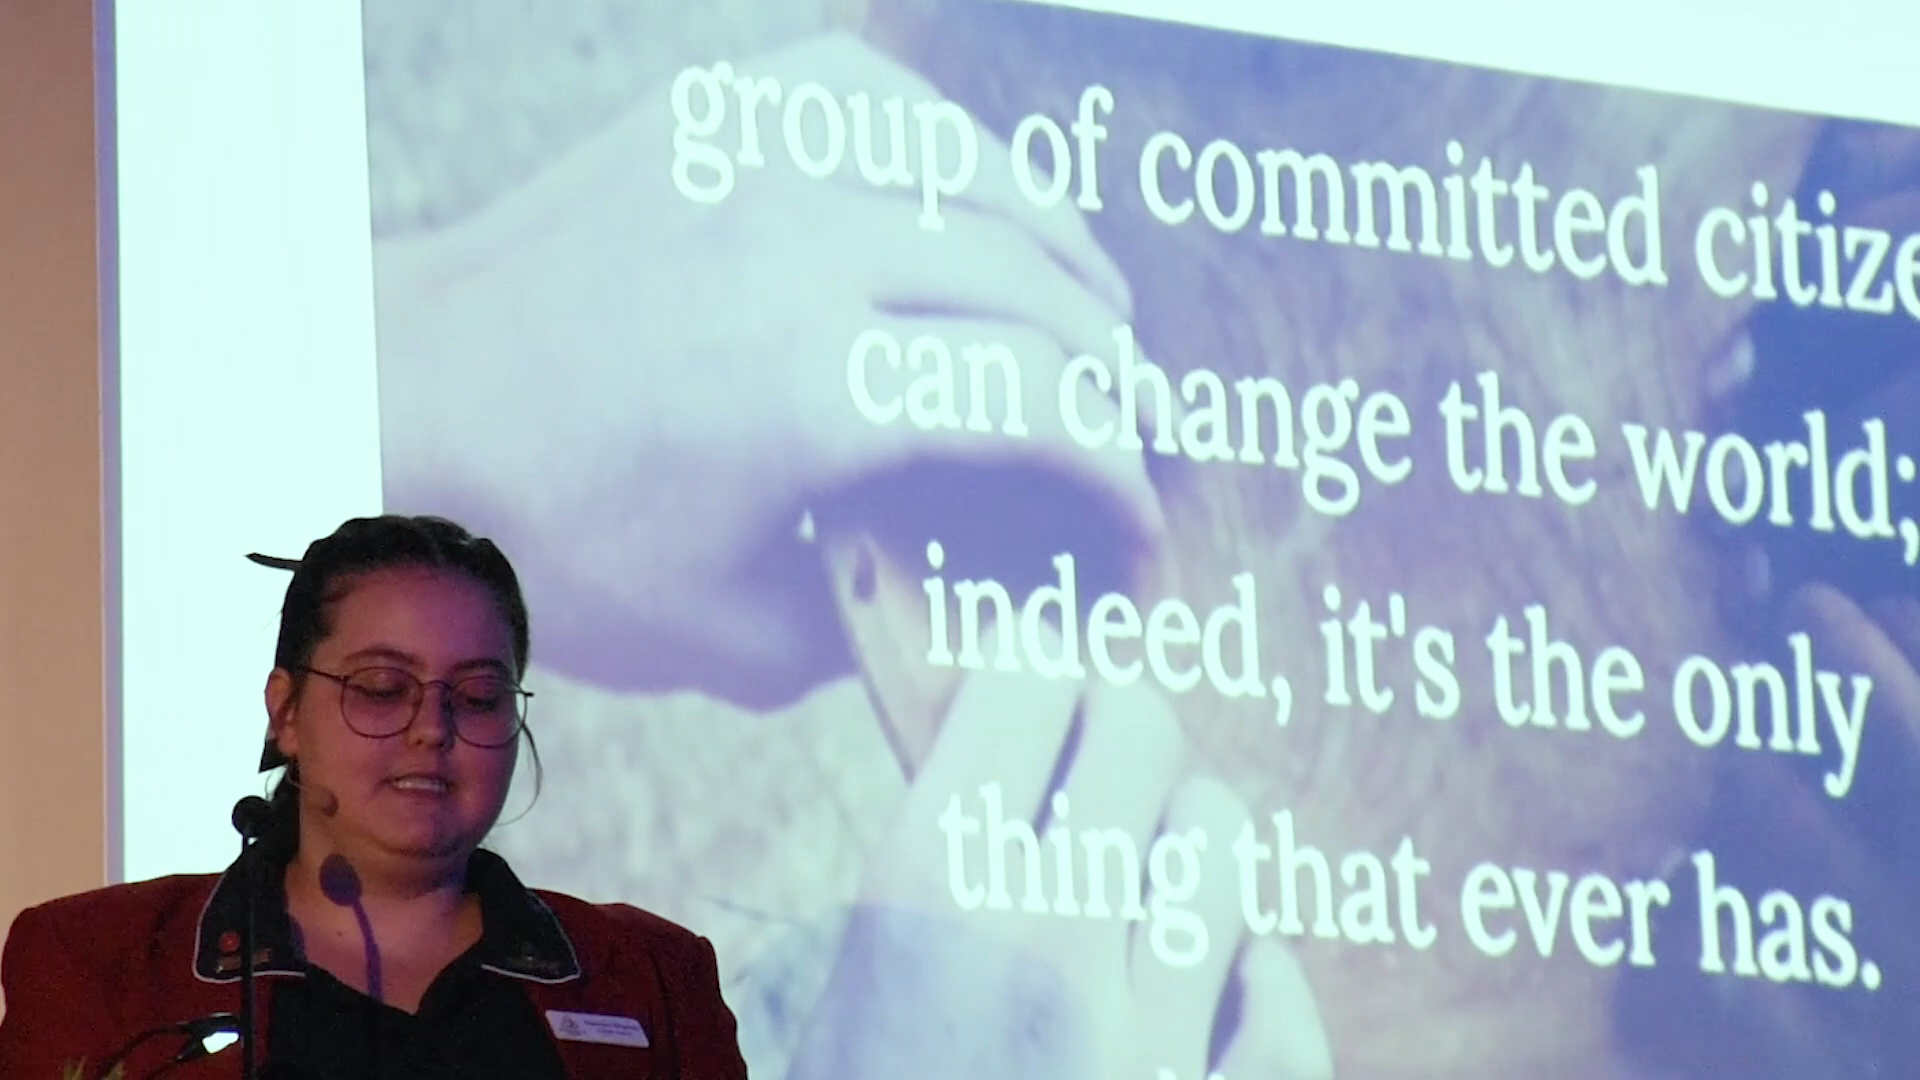 group of committed citize
can change the world;
indeed, it's the only
thing that ever has.